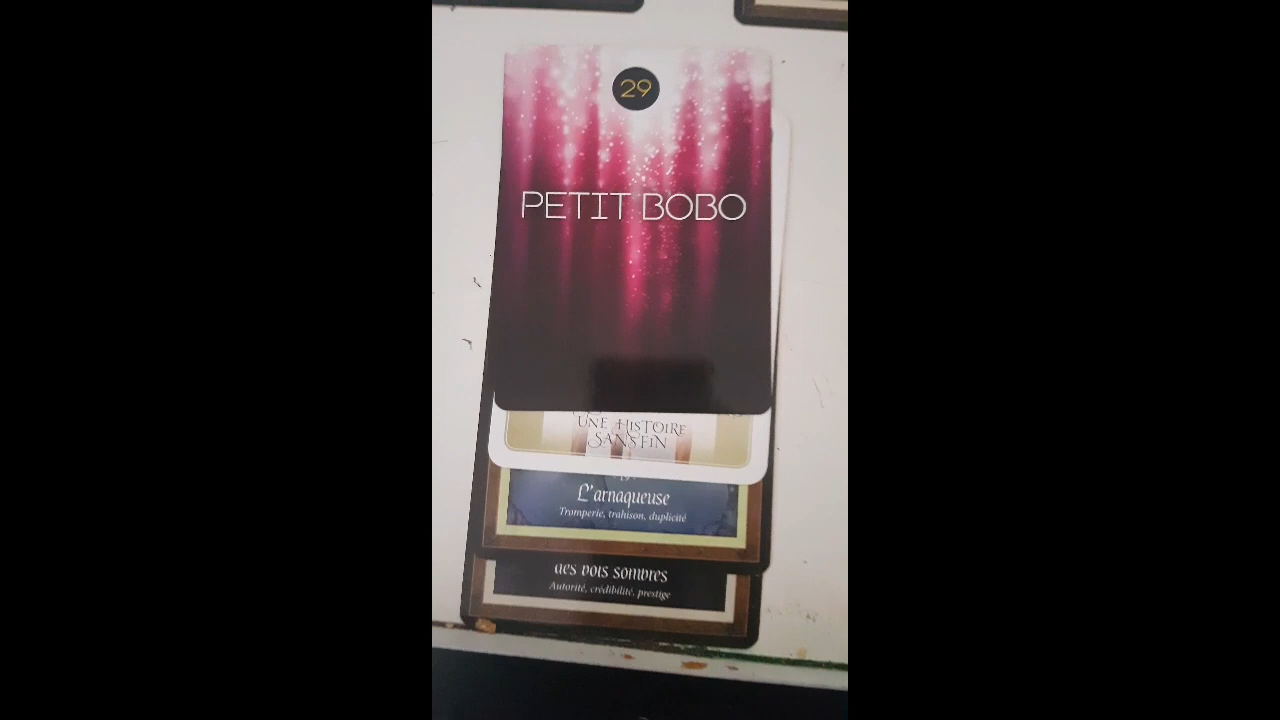 29
PETIT BOBO
UNE HISTOIRE
SANS FIN
L'arnaqueuse
Tromperie, trahison, duplicité
des bois sombres
Autorité, crédibilité, prestige